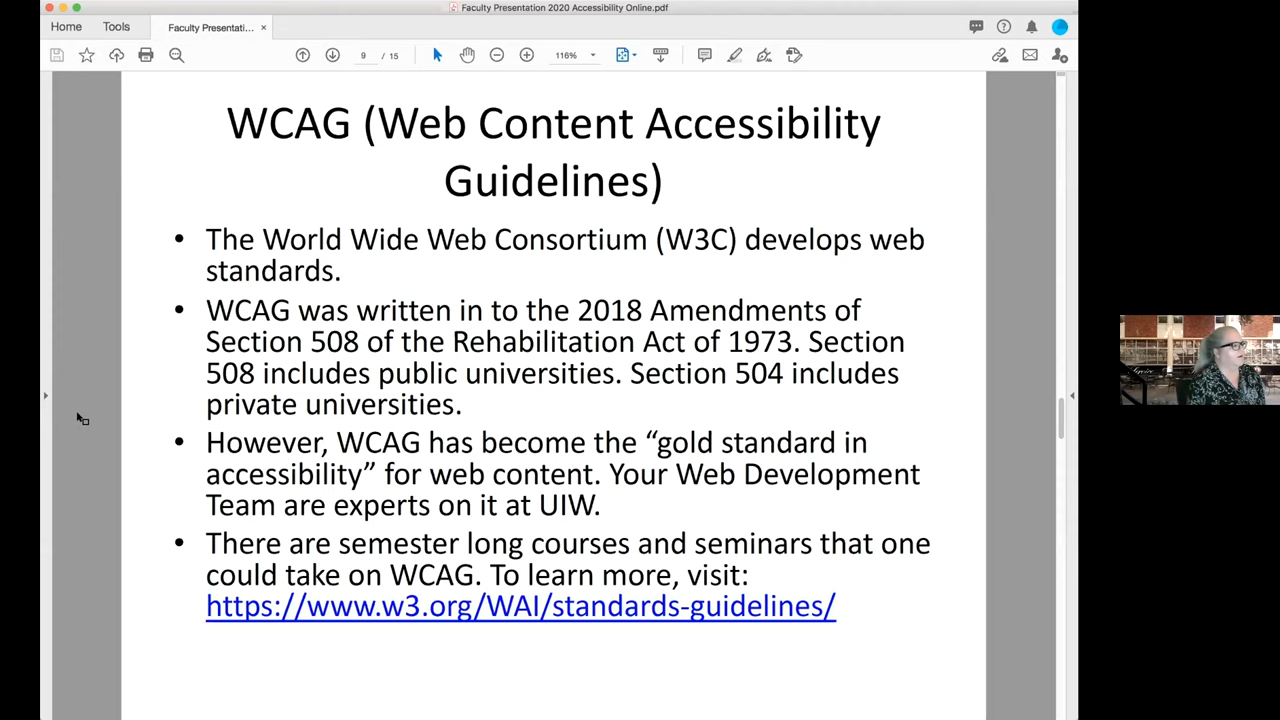 Faculty Presentation 2020 Accessibility Online.pdf
Home Tools Faculty Presentati... ×
9 / 15 116%
WCAG (Web Content Accessibility
Guidelines)
• The World Wide Web Consortium (W3C) develops web
standards.
• WCAG was written in to the 2018 Amendments of
Section 508 of the Rehabilitation Act of 1973. Section
508 includes public universities. Section 504 includes
private universities.
• However, WCAG has become the “gold standard in
accessibility” for web content. Your Web Development
Team are experts on it at UIW.
• There are semester long courses and seminars that one
could take on WCAG. To learn more, visit:
https://www.w3.org/WAI/standards-guidelines/